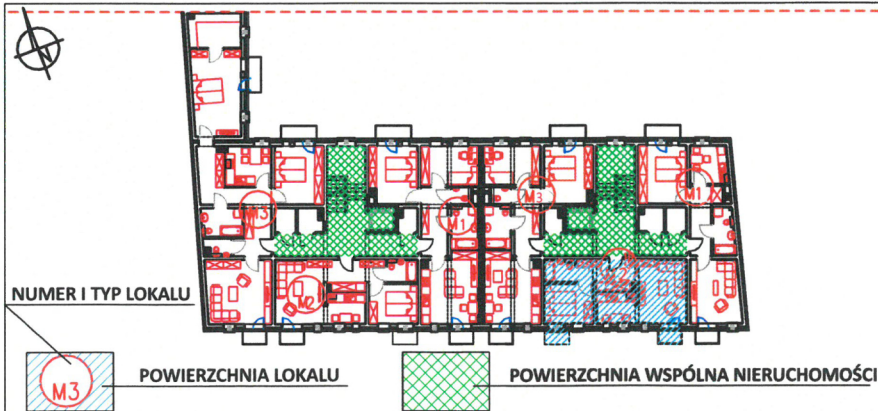 N
M3
M1
M3
M1
M2
M2
NUMER I TYP LOKALU
M3
POWIERZCHNIA LOKALU
POWIERZCHNIA WSPÓLNA NIERUCHOMOŚCI